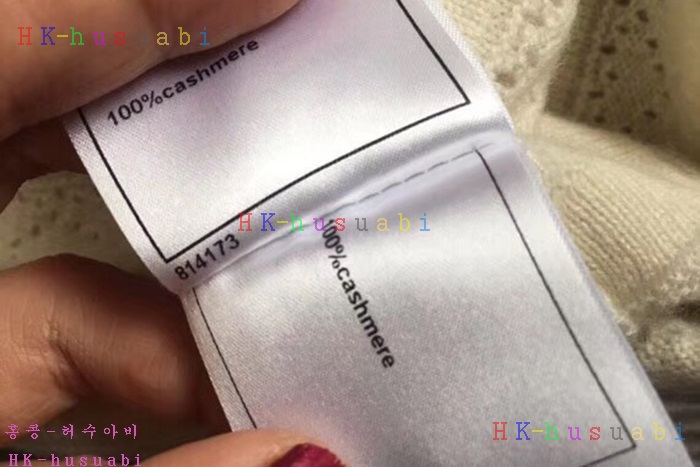 HK-husuabi
100%cashmere
HK-husuabi
814173
100%cashmere
홍콩-허수아비
HK-husuabi
HK-husuabi